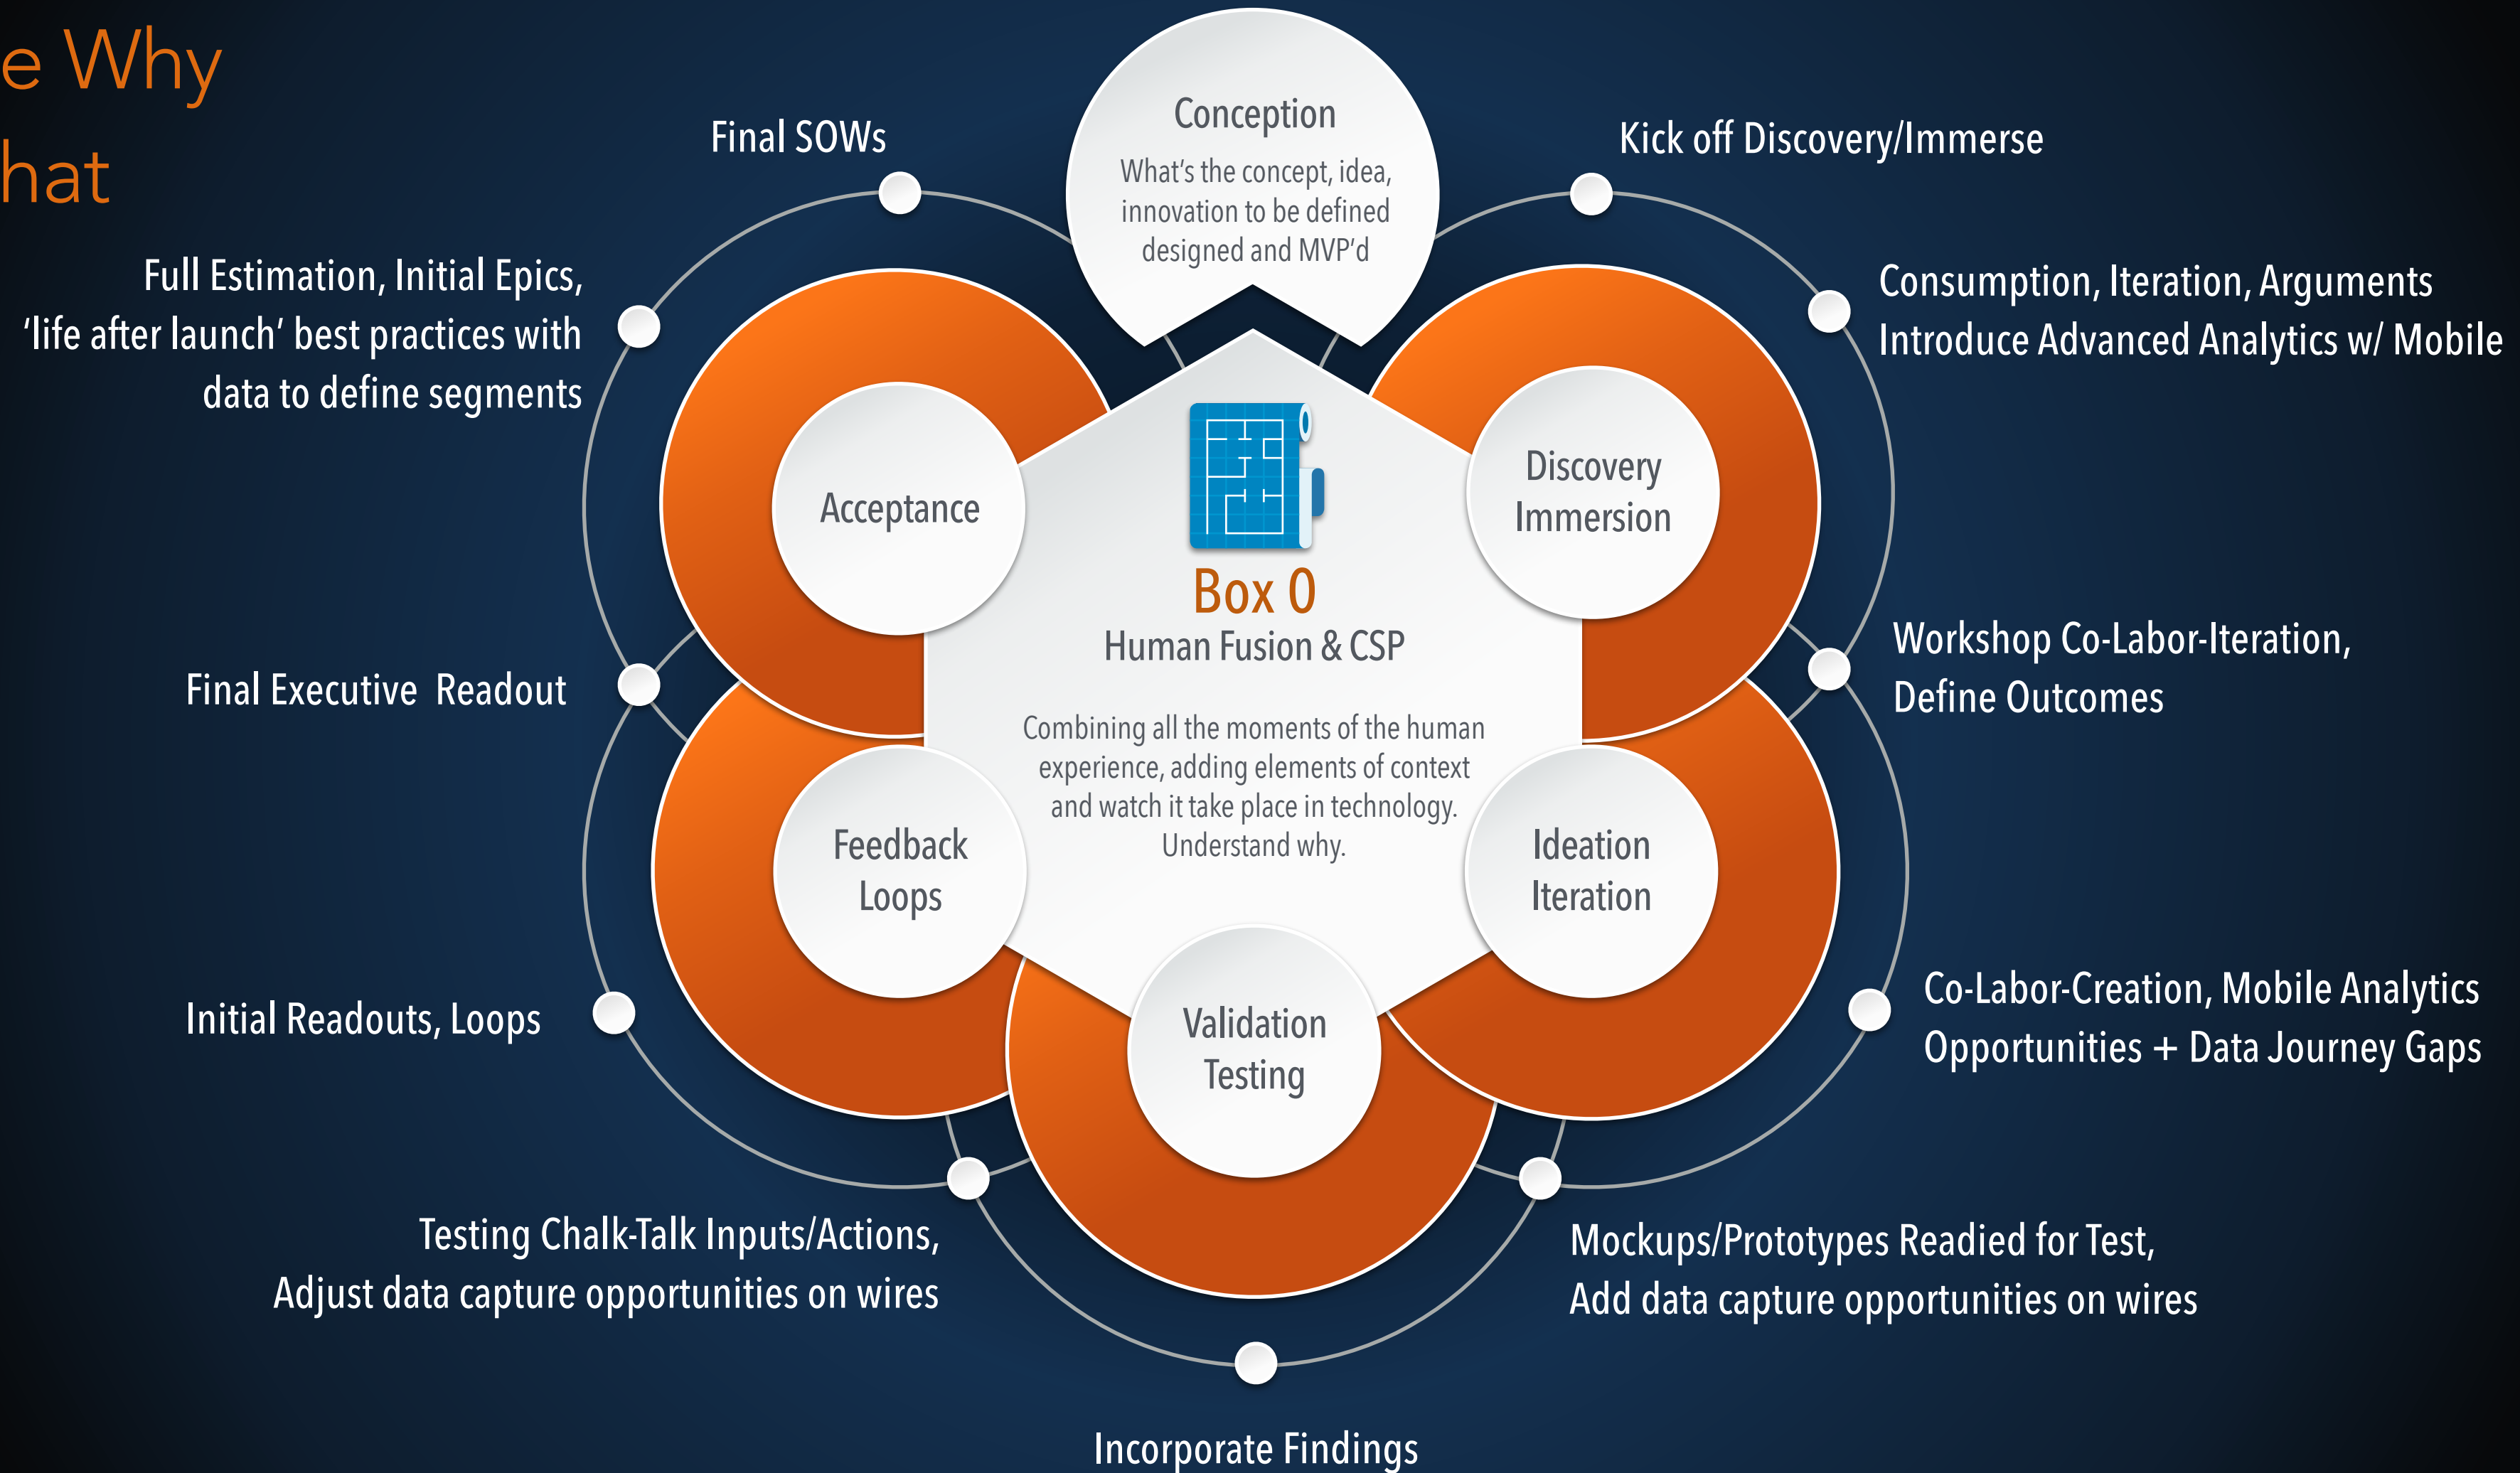 e Why
hat
Conception
What's the concept, idea,
innovation to be defined
designed and MVP'd
Final SOWs
Kick off Discovery/Immerse
Full Estimation, Initial Epics,
‘life after launch’ best practices with
data to define segments
Consumption, Iteration, Arguments
Introduce Advanced Analytics w/ Mobile
Acceptance
Discovery
Immersion
Box 0
Human Fusion & CSP
Combining all the moments of the human
experience, adding elements of context
and watch it take place in technology.
Understand why.
Final Executive  Readout
Workshop Co-Labor-Iteration,
Define Outcomes
Feedback
Loops
Ideation
Iteration
Initial Readouts, Loops
Co-Labor-Creation, Mobile Analytics
Opportunities + Data Journey Gaps
Validation
Testing
Testing Chalk-Talk Inputs/Actions,
Adjust data capture opportunities on wires
Mockups/Prototypes Readied for Test,
Add data capture opportunities on wires
Incorporate Findings